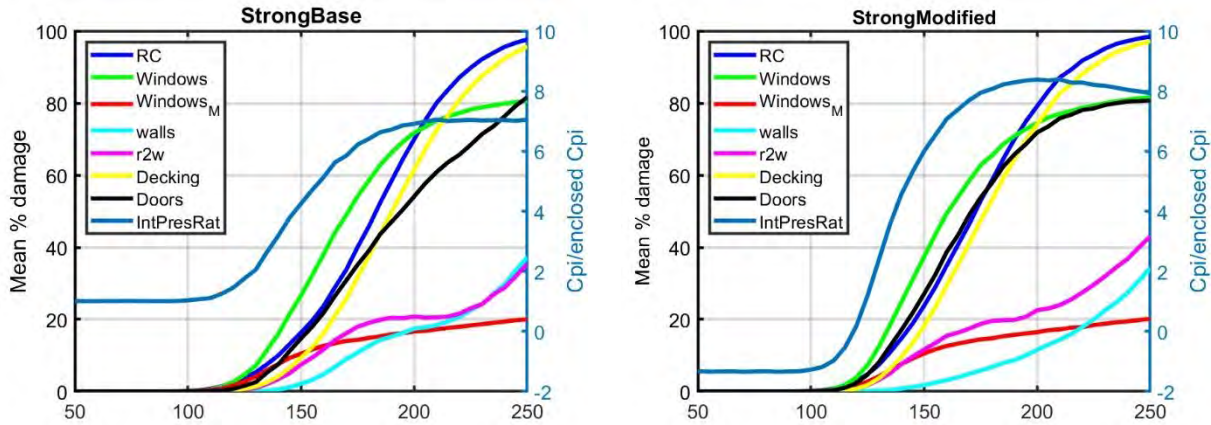 StrongBase
100
80
60
40
20
0
Mean % damage
RC
Windows
Windows_M
walls
r2w
Decking
Doors
IntPresRat
10
8
6
4
2
0
-2
Cpi/enclosed Cpi
50 100 150 200 250
StrongModified
100
80
60
40
20
0
Mean % damage
RC
Windows
Windows_M
walls
r2w
Decking
Doors
IntPresRat
10
8
6
4
2
0
-2
Cpi/enclosed Cpi
50 100 150 200 250